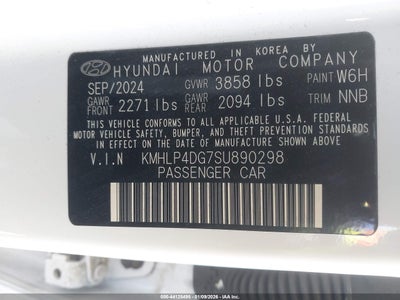 MANUFACTURED IN KOREA BY
HYUNDAI MOTOR COMPANY
SEP/2024 GVWR 3858 lbs PAINT W6H
GAWR FRONT 2271 lbs GAWR REAR 2094 lbs TRIM NNB
THIS VEHICLE CONFORMS TO ALL APPLICABLE U.S. FEDERAL
MOTOR VEHICLE SAFETY, BUMPER, AND THEFT PREVENTION
STANDARDS IN EFFECT ON THE DATE OF MANUFACTURE SHOWN ABOVE.
V.I.N KMHLP4DG7SU890298
PASSENGER CAR